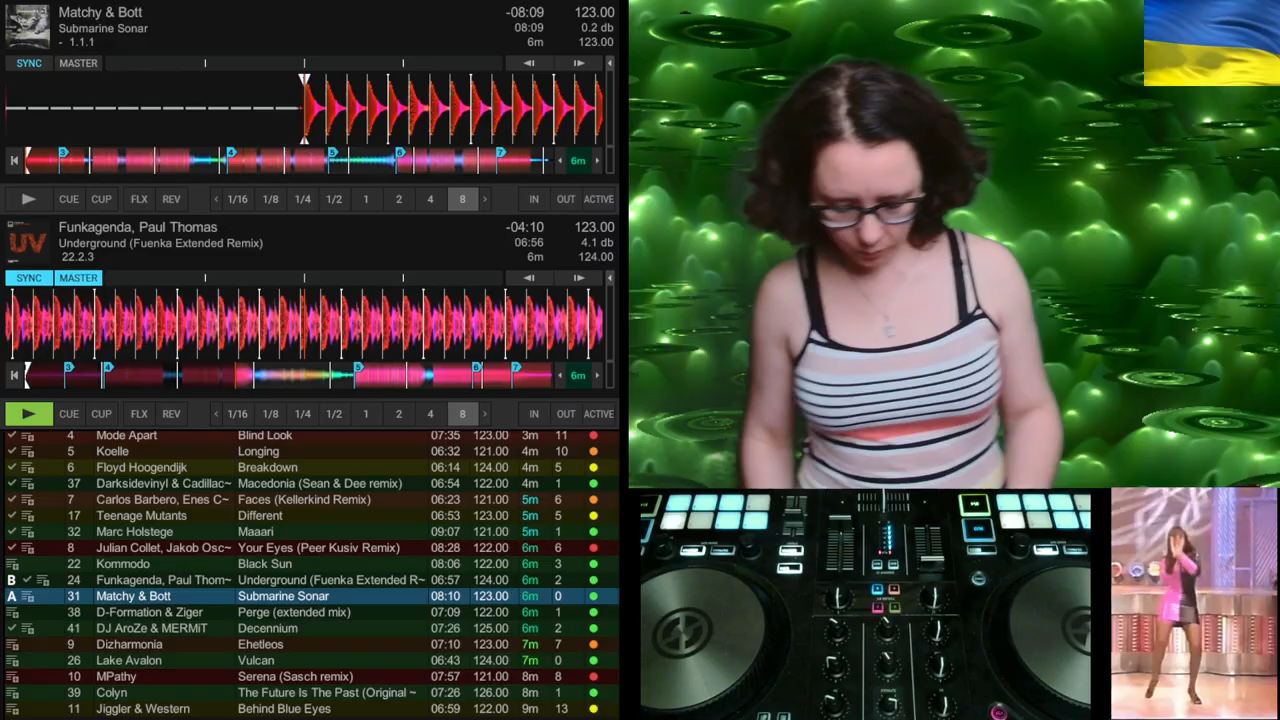 Matchy & Bott -08:09 123.00
Submarine Sonar 08:09 0.2 db
- 1.1.1 6m 123.00
SYNC MASTER
3 4 5 6 7 6m
CUE CUP FLX REV < 1/16 1/8 1/4 1/2 1 2 4 8 > IN OUT ACTIVE
Funkagenda, Paul Thomas -04:10 123.00
UV Underground (Fuenka Extended Remix) 06:56 4.1 db
22.2.3 6m 124.00
SYNC MASTER
3 4 5 6 7 6m
CUE CUP FLX REV < 1/16 1/8 1/4 1/2 1 2 4 8 > IN OUT ACTIVE
4 Mode Apart Blind Look 07:35 123.00 3m 11
5 Koelle Longing 06:32 121.00 4m 10
6 Floyd Hoogendijk Breakdown 06:14 124.00 4m 5
37 Darksidevinyl & Cadillac~ Macedonia (Sean & Dee remix) 06:54 122.00 4m 1
7 Carlos Barbero, Enes C~ Faces (Kellerkind Remix) 06:23 121.00 5m 6
17 Teenage Mutants Different 06:53 123.00 5m 5
32 Marc Holstege Maaari 09:07 121.00 5m 1
8 Julian Collet, Jakob Osc~ Your Eyes (Peer Kusiv Remix) 08:28 122.00 6m 6
22 Kommodo Black Sun 08:06 122.00 6m 3
B 24 Funkagenda, Paul Thom~ Underground (Fuenka Extended R~ 06:57 124.00 6m 2
A 31 Matchy & Bott Submarine Sonar 08:10 123.00 6m 0
38 D-Formation & Ziger Perge (extended mix) 07:09 122.00 6m 1
41 DJ AroZe & MERMiT Decennium 07:26 125.00 6m 2
9 Dizharmonia Ehetleos 07:10 123.00 7m 7
26 Lake Avalon Vulcan 06:43 124.00 7m 0
10 MPathy Serena (Sasch remix) 07:57 121.00 8m 8
39 Colyn The Future Is The Past (Original ~ 07:26 126.00 8m 1
11 Jiggler & Western Behind Blue Eyes 06:59 122.00 9m 13